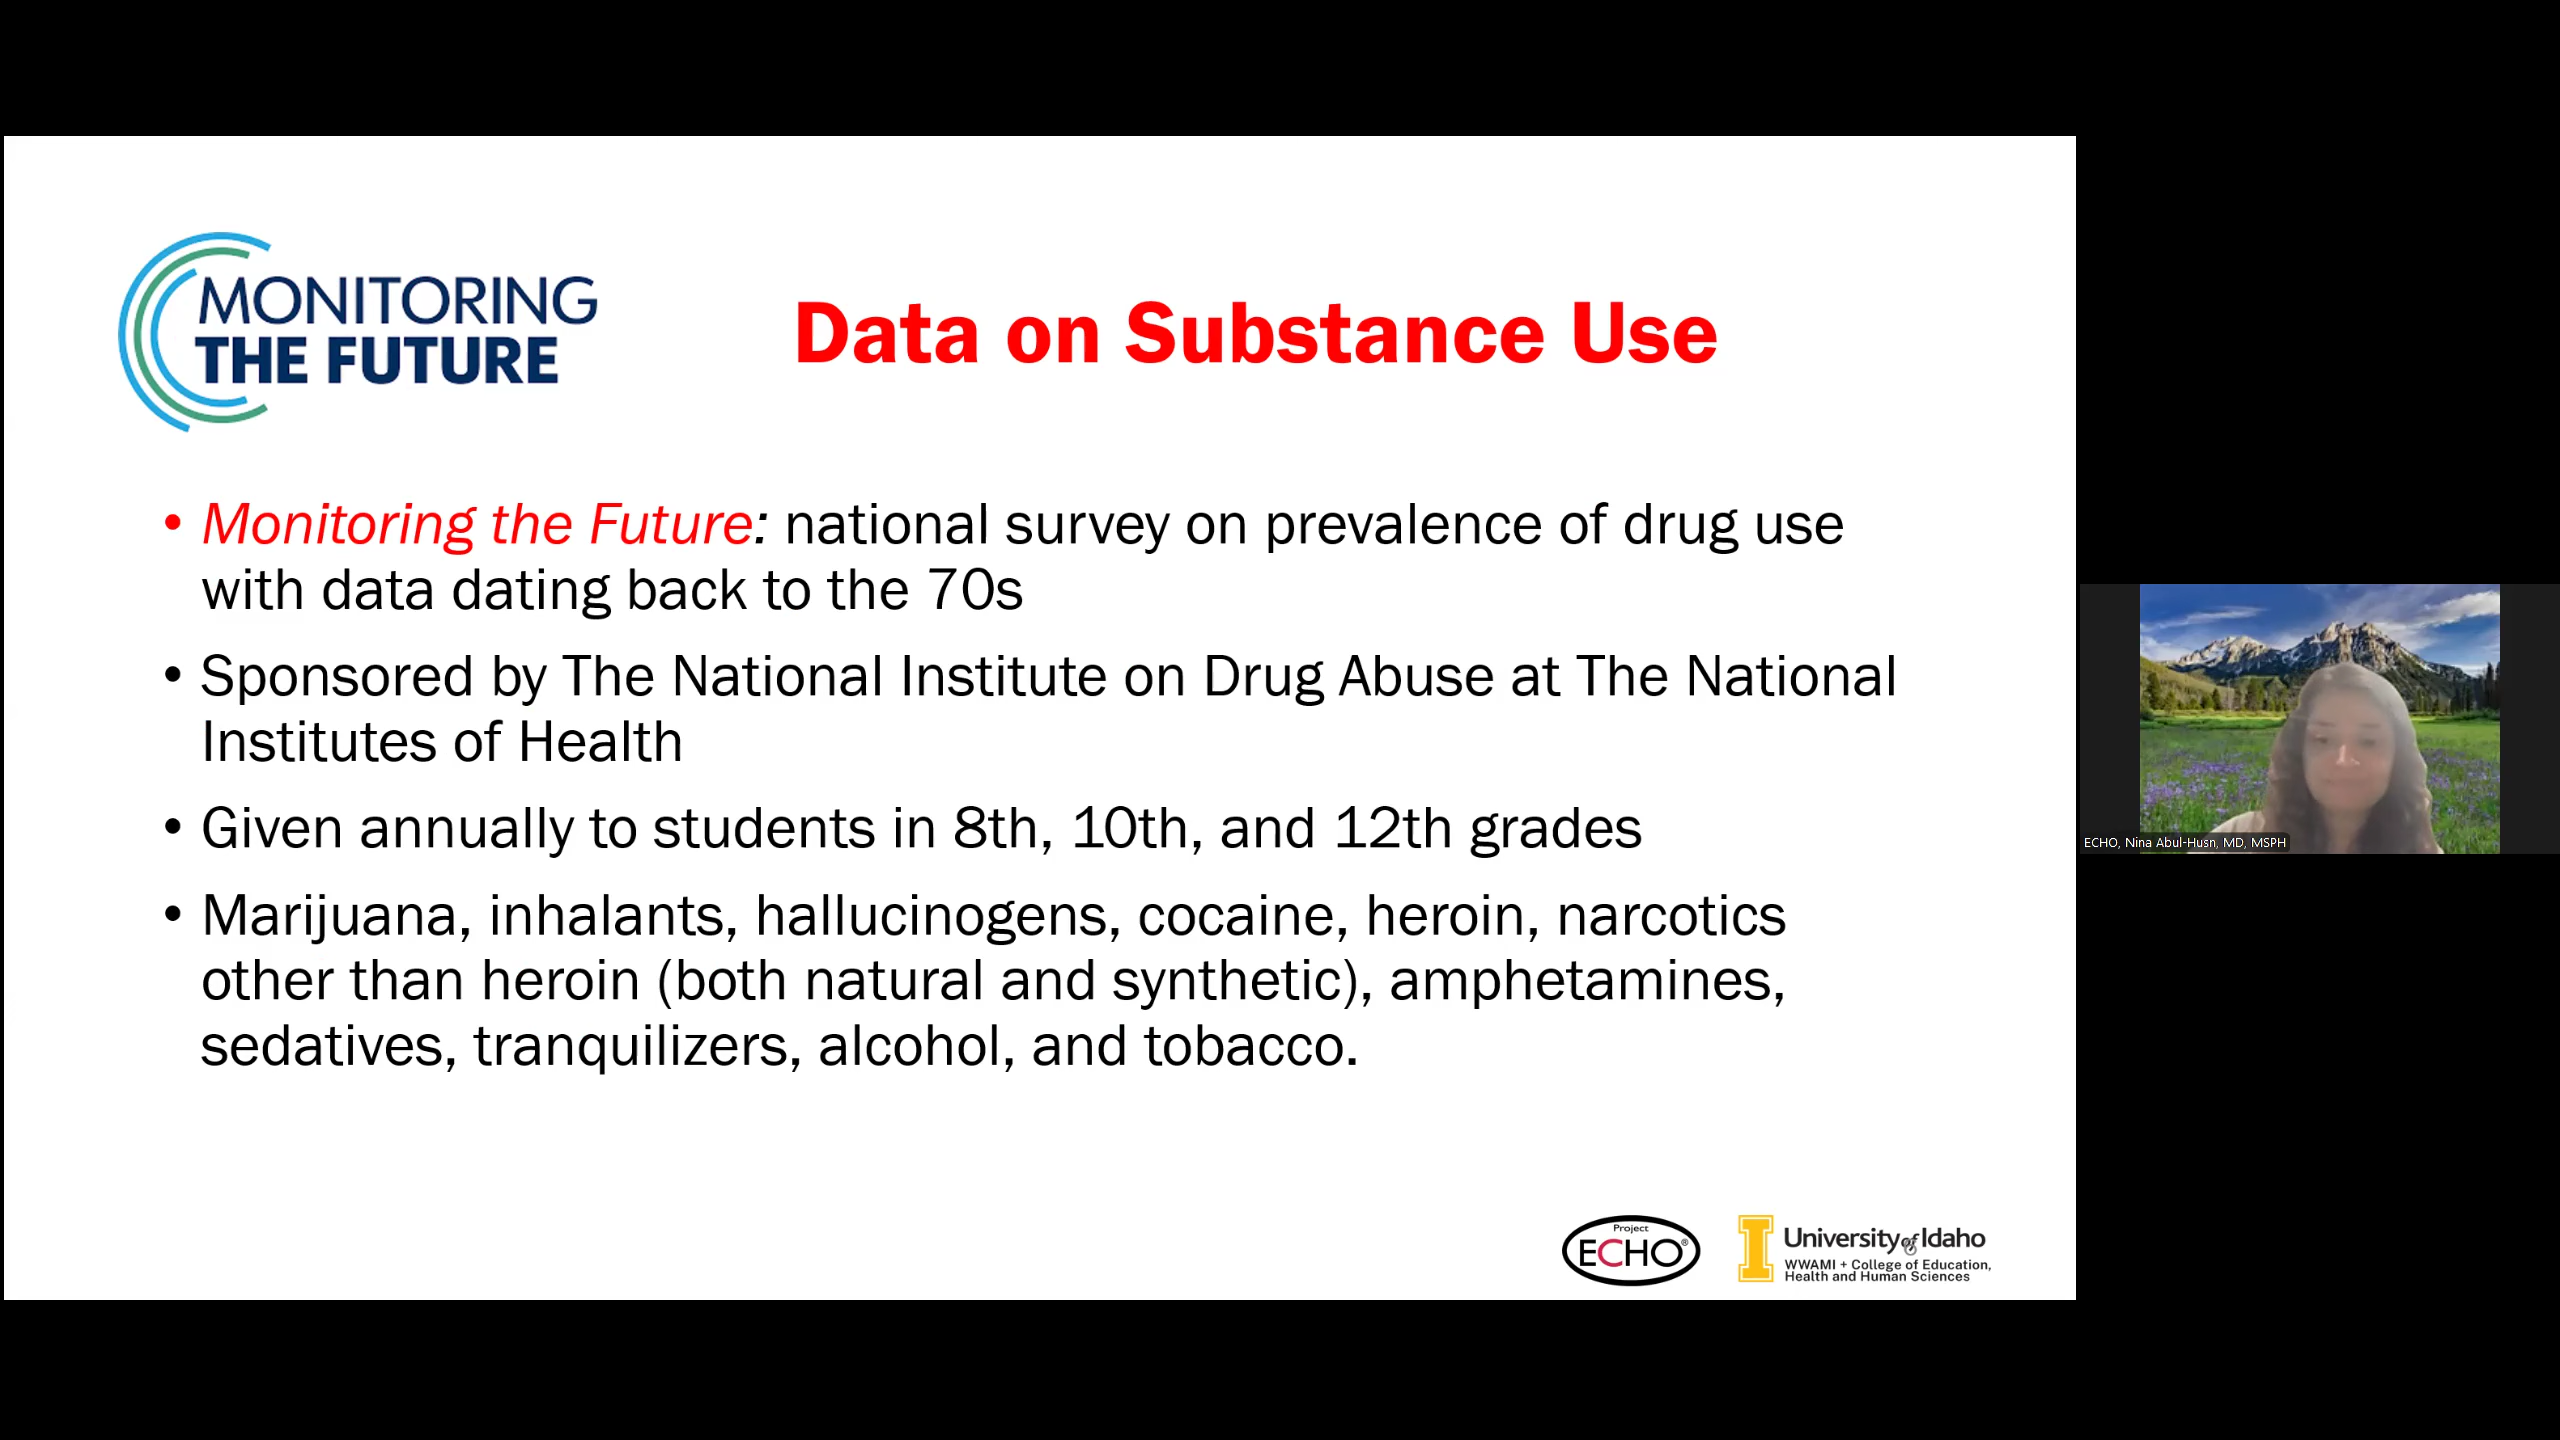 MONITORING
THE FUTURE
Data on Substance Use
• Monitoring the Future: national survey on prevalence of drug use
with data dating back to the 70s
• Sponsored by The National Institute on Drug Abuse at The National
Institutes of Health
• Given annually to students in 8th, 10th, and 12th grades
• Marijuana, inhalants, hallucinogens, cocaine, heroin, narcotics
other than heroin (both natural and synthetic), amphetamines,
sedatives, tranquilizers, alcohol, and tobacco.
Project
ECHO®
I
University of Idaho
WWAMI + College of Education,
Health and Human Sciences
ECHO, Nina Abul-Husn, MD, MSPH